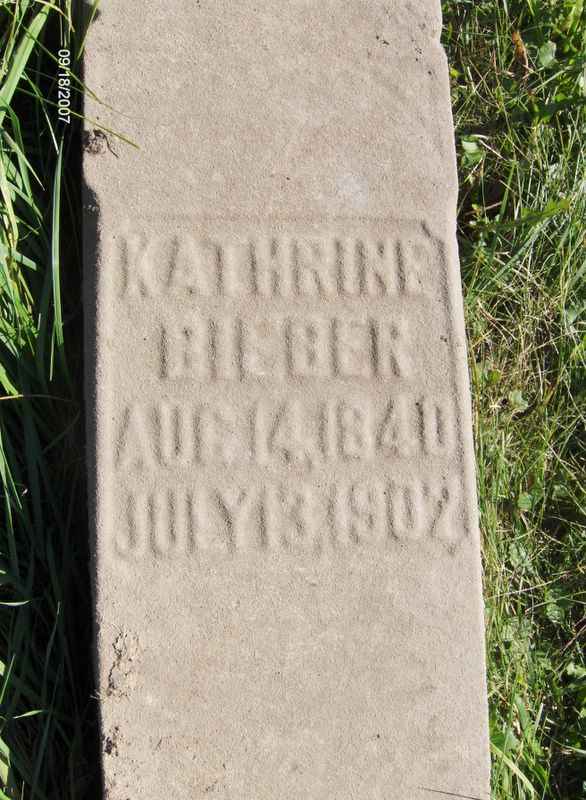 09/18/2007
KATHRINE
BIEBER
AUG. 14, 1840
JULY 13, 1902